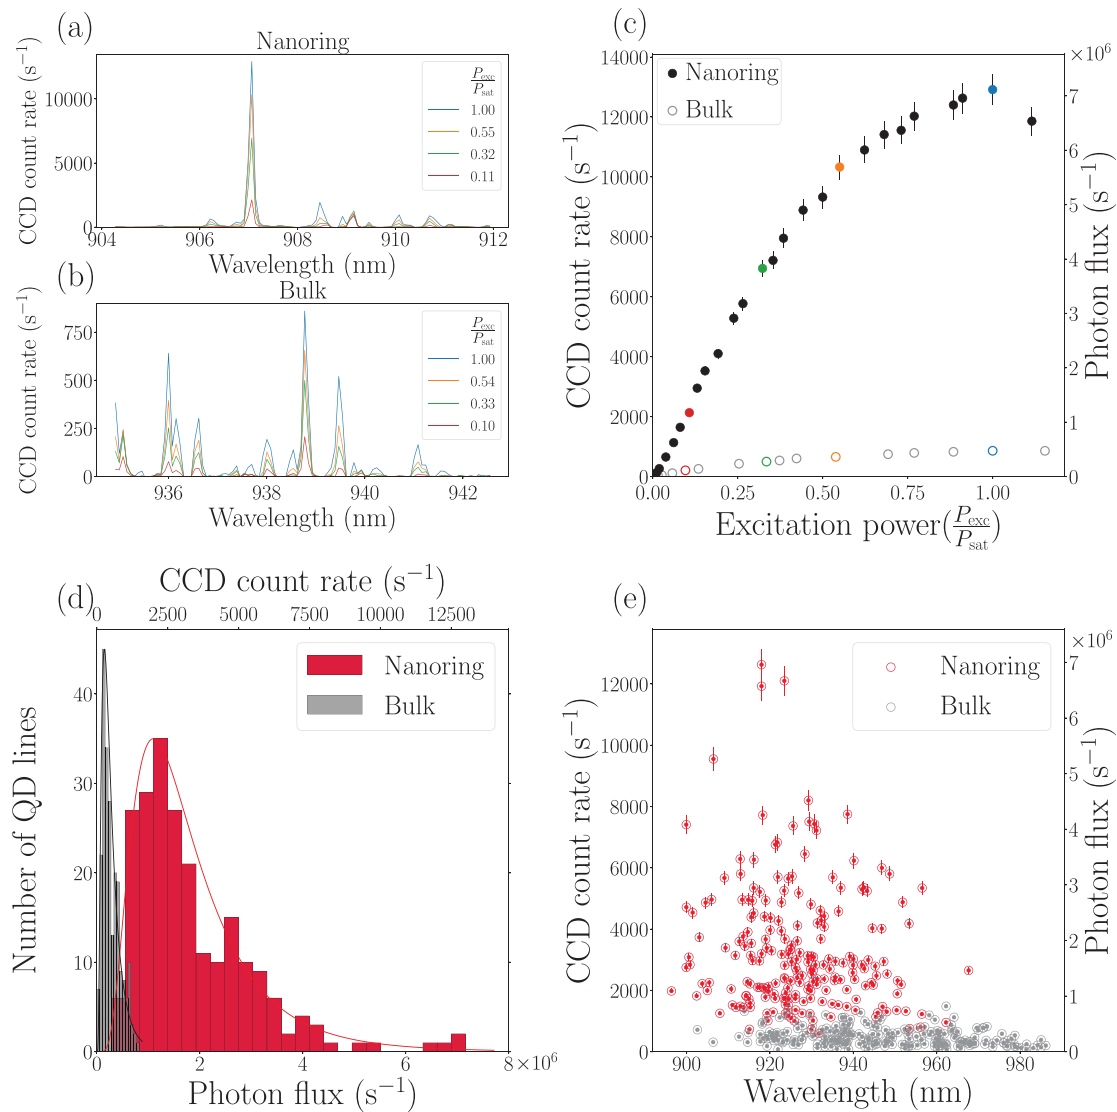 (a)
Nanoring
CCD count rate (s⁻¹)
10000
5000
0
904
906
908
910
912
Wavelength (nm)
P_exc
P_sat
1.00
0.55
0.32
0.11
(b)
Bulk
CCD count rate (s⁻¹)
750
500
250
0
936
938
940
942
Wavelength (nm)
P_exc
P_sat
1.00
0.54
0.33
0.10
(c)
×10⁶
Nanoring
Bulk
CCD count rate (s⁻¹)
14000
12000
10000
8000
6000
4000
2000
0
0.00
0.25
0.50
0.75
1.00
Excitation power(P_exc/P_sat)
7
6
5
4
3
2
1
0
Photon flux (s⁻¹)
(d)
CCD count rate (s⁻¹)
0
2500
5000
7500
10000
12500
Nanoring
Bulk
Number of QD lines
40
30
20
10
0
0
2
4
6
8×10⁶
Photon flux (s⁻¹)
(e)
×10⁶
Nanoring
Bulk
CCD count rate (s⁻¹)
12000
10000
8000
6000
4000
2000
0
900
920
940
960
980
Wavelength (nm)
7
6
5
4
3
2
1
0
Photon flux (s⁻¹)